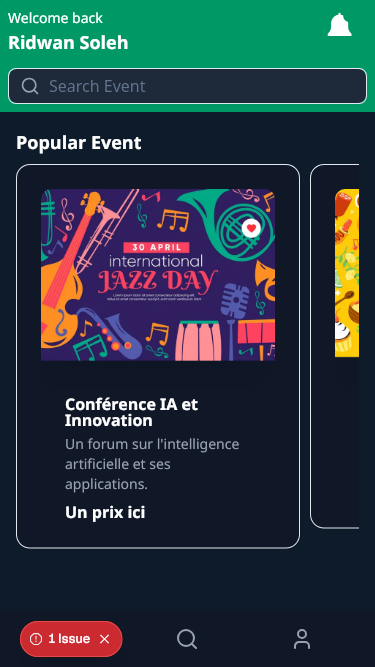 Welcome back
Ridwan Soleh
Search Event
Popular Event
30 APRIL
international
JAZZ DAY
Conférence IA et
Innovation
Un forum sur l'intelligence
artificielle et ses
applications.
Un prix ici
1 Issue